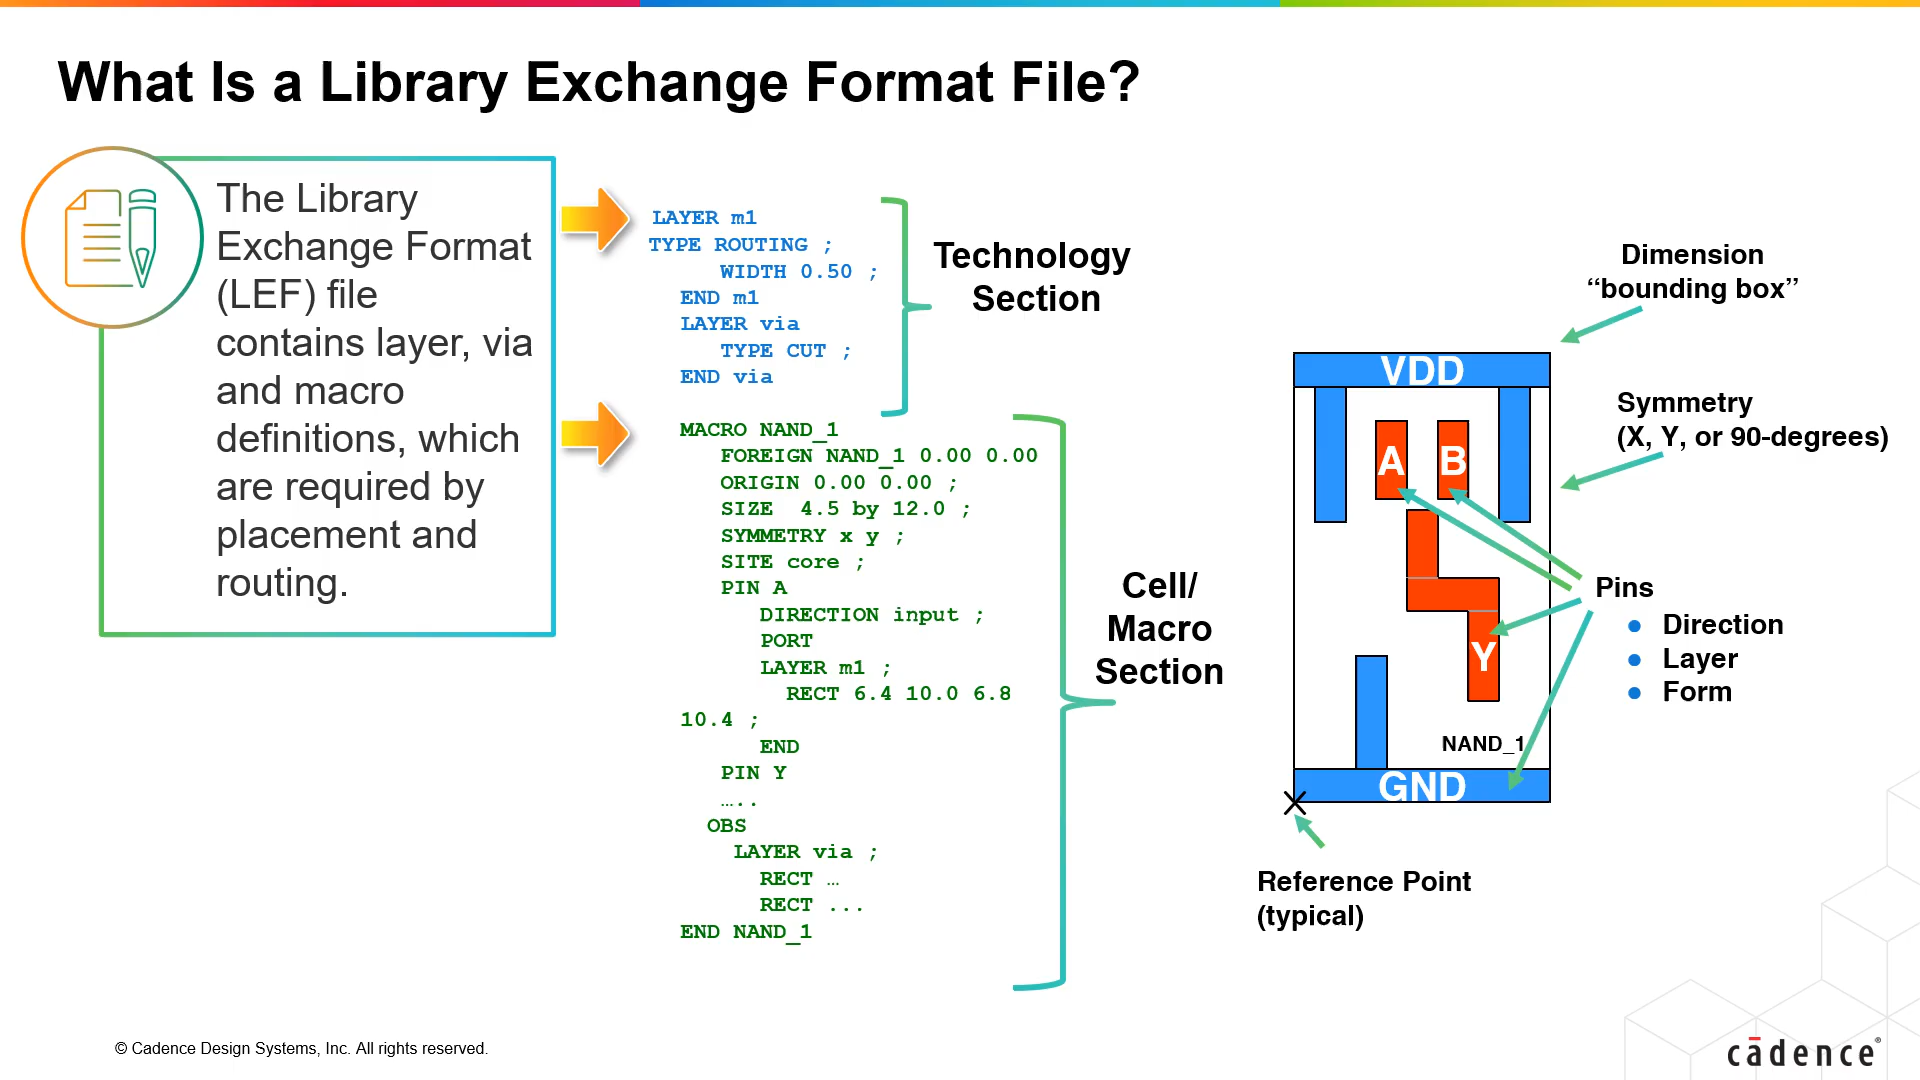 What Is a Library Exchange Format File?
The Library
Exchange Format
(LEF) file
contains layer, via
and macro
definitions, which
are required by
placement and
routing.
LAYER m1
TYPE ROUTING ;
WIDTH 0.50 ;
END m1
LAYER via
TYPE CUT ;
END via
Technology
Section
MACRO NAND_1
FOREIGN NAND_1 0.00 0.00
ORIGIN 0.00 0.00 ;
SIZE 4.5 by 12.0 ;
SYMMETRY x y ;
SITE core ;
PIN A
DIRECTION input ;
PORT
LAYER m1 ;
RECT 6.4 10.0 6.8
10.4 ;
END
PIN Y
…..
OBS
LAYER via ;
RECT …
RECT ...
END NAND_1
Cell/
Macro
Section
Dimension
“bounding box”
Symmetry
(X, Y, or 90-degrees)
VDD
A B
Y
NAND_1
GND
Pins
● Direction
● Layer
● Form
Reference Point
(typical)
© Cadence Design Systems, Inc. All rights reserved.
cādence®